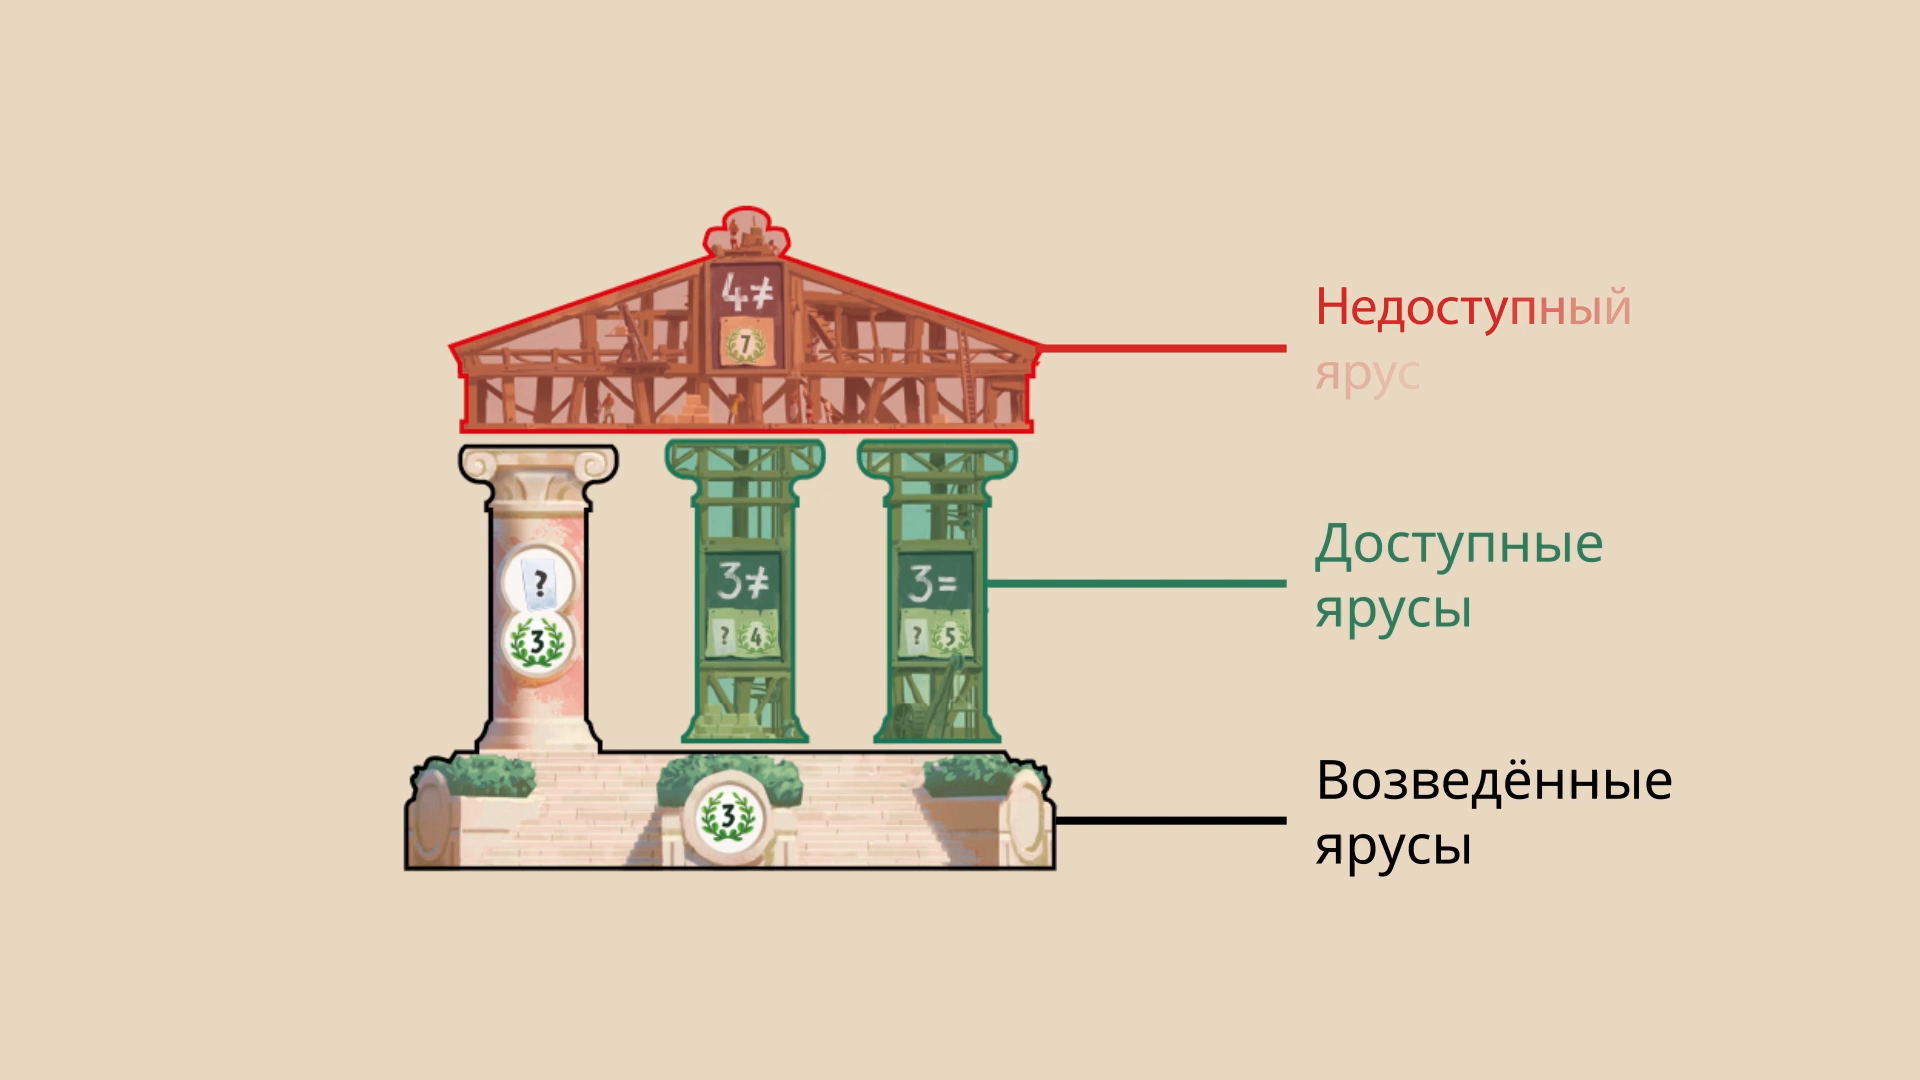 4≠
7
Недоступный
ярус
?
3
3≠
? 4
3=
? 5
Доступные
ярусы
3
Возведённые
ярусы